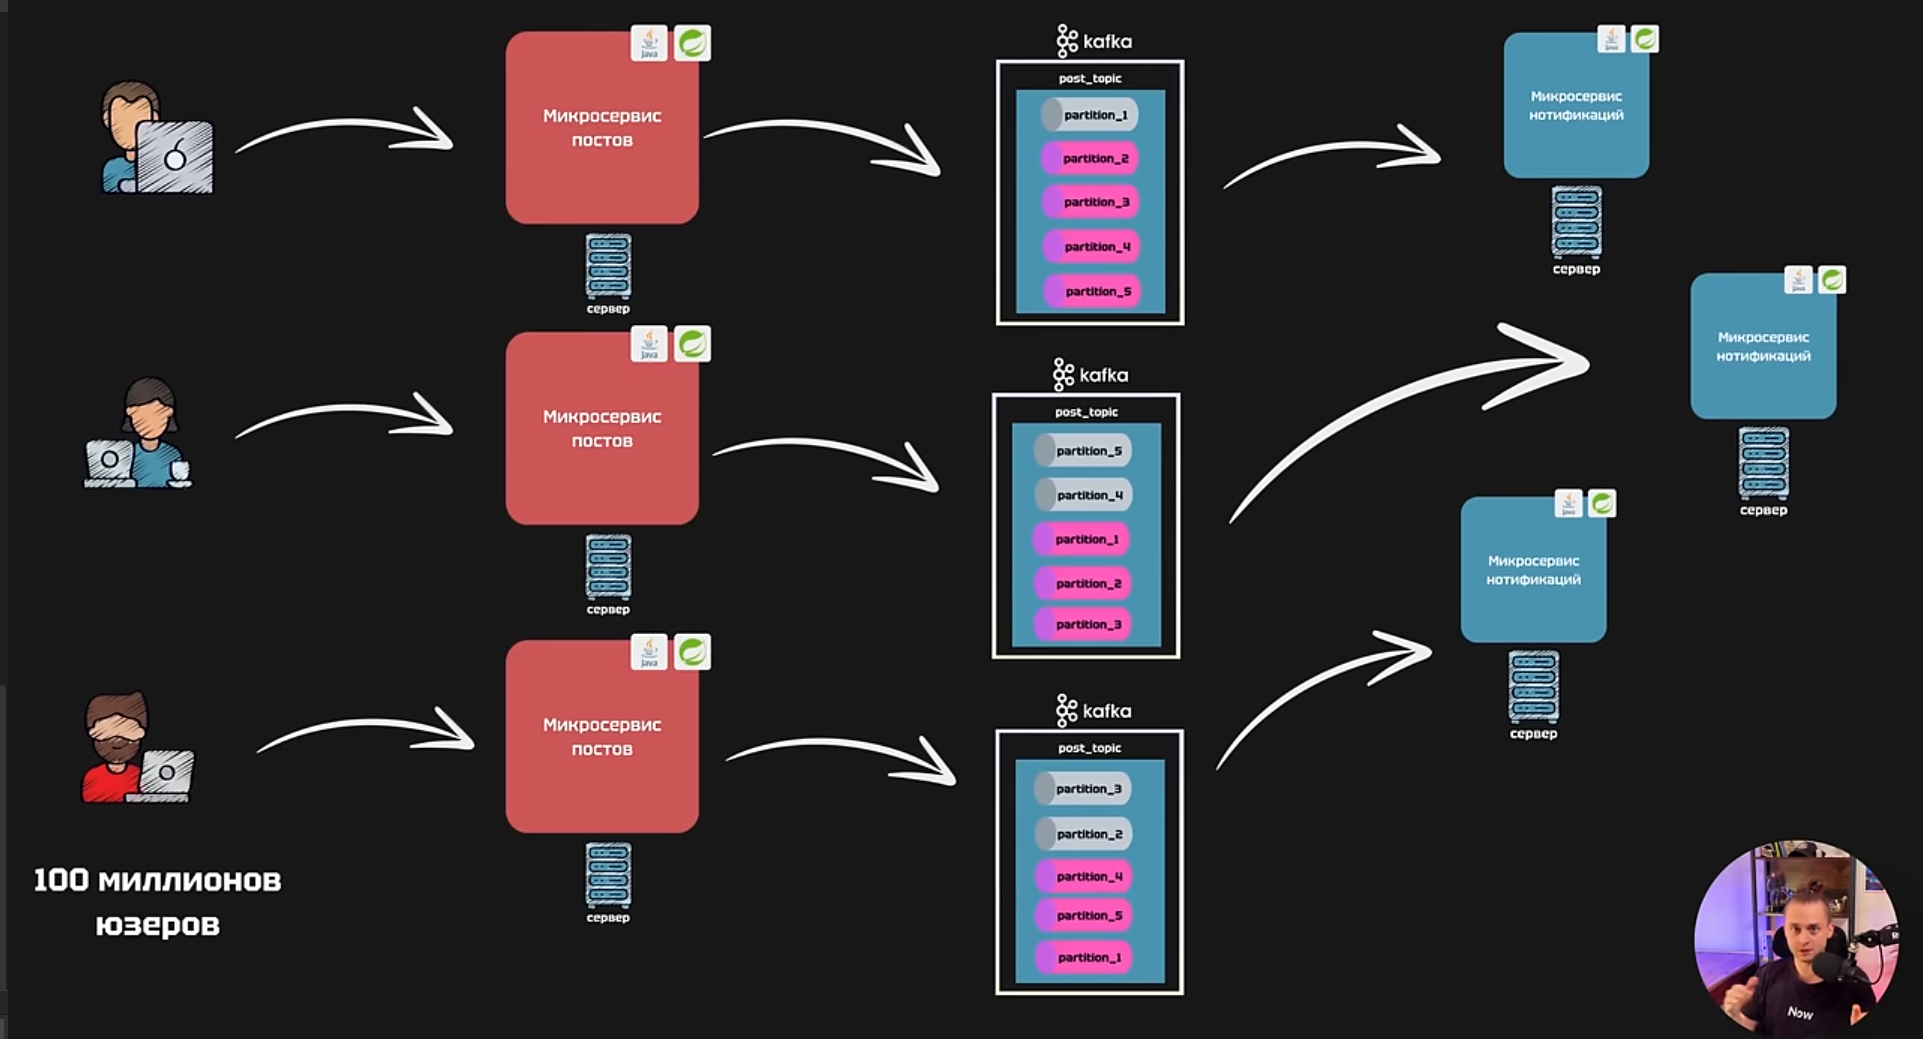 Java
Микросервис
постов
сервер
kafka
post_topic
partition_1
partition_2
partition_3
partition_4
partition_5
Java
Микросервис
нотификаций
сервер
Java
Микросервис
постов
сервер
kafka
post_topic
partition_5
partition_4
partition_1
partition_2
partition_3
Java
Микросервис
нотификаций
сервер
Java
Микросервис
постов
сервер
kafka
post_topic
partition_3
partition_2
partition_4
partition_5
partition_1
Java
Микросервис
нотификаций
сервер
100 миллионов
юзеров
Now